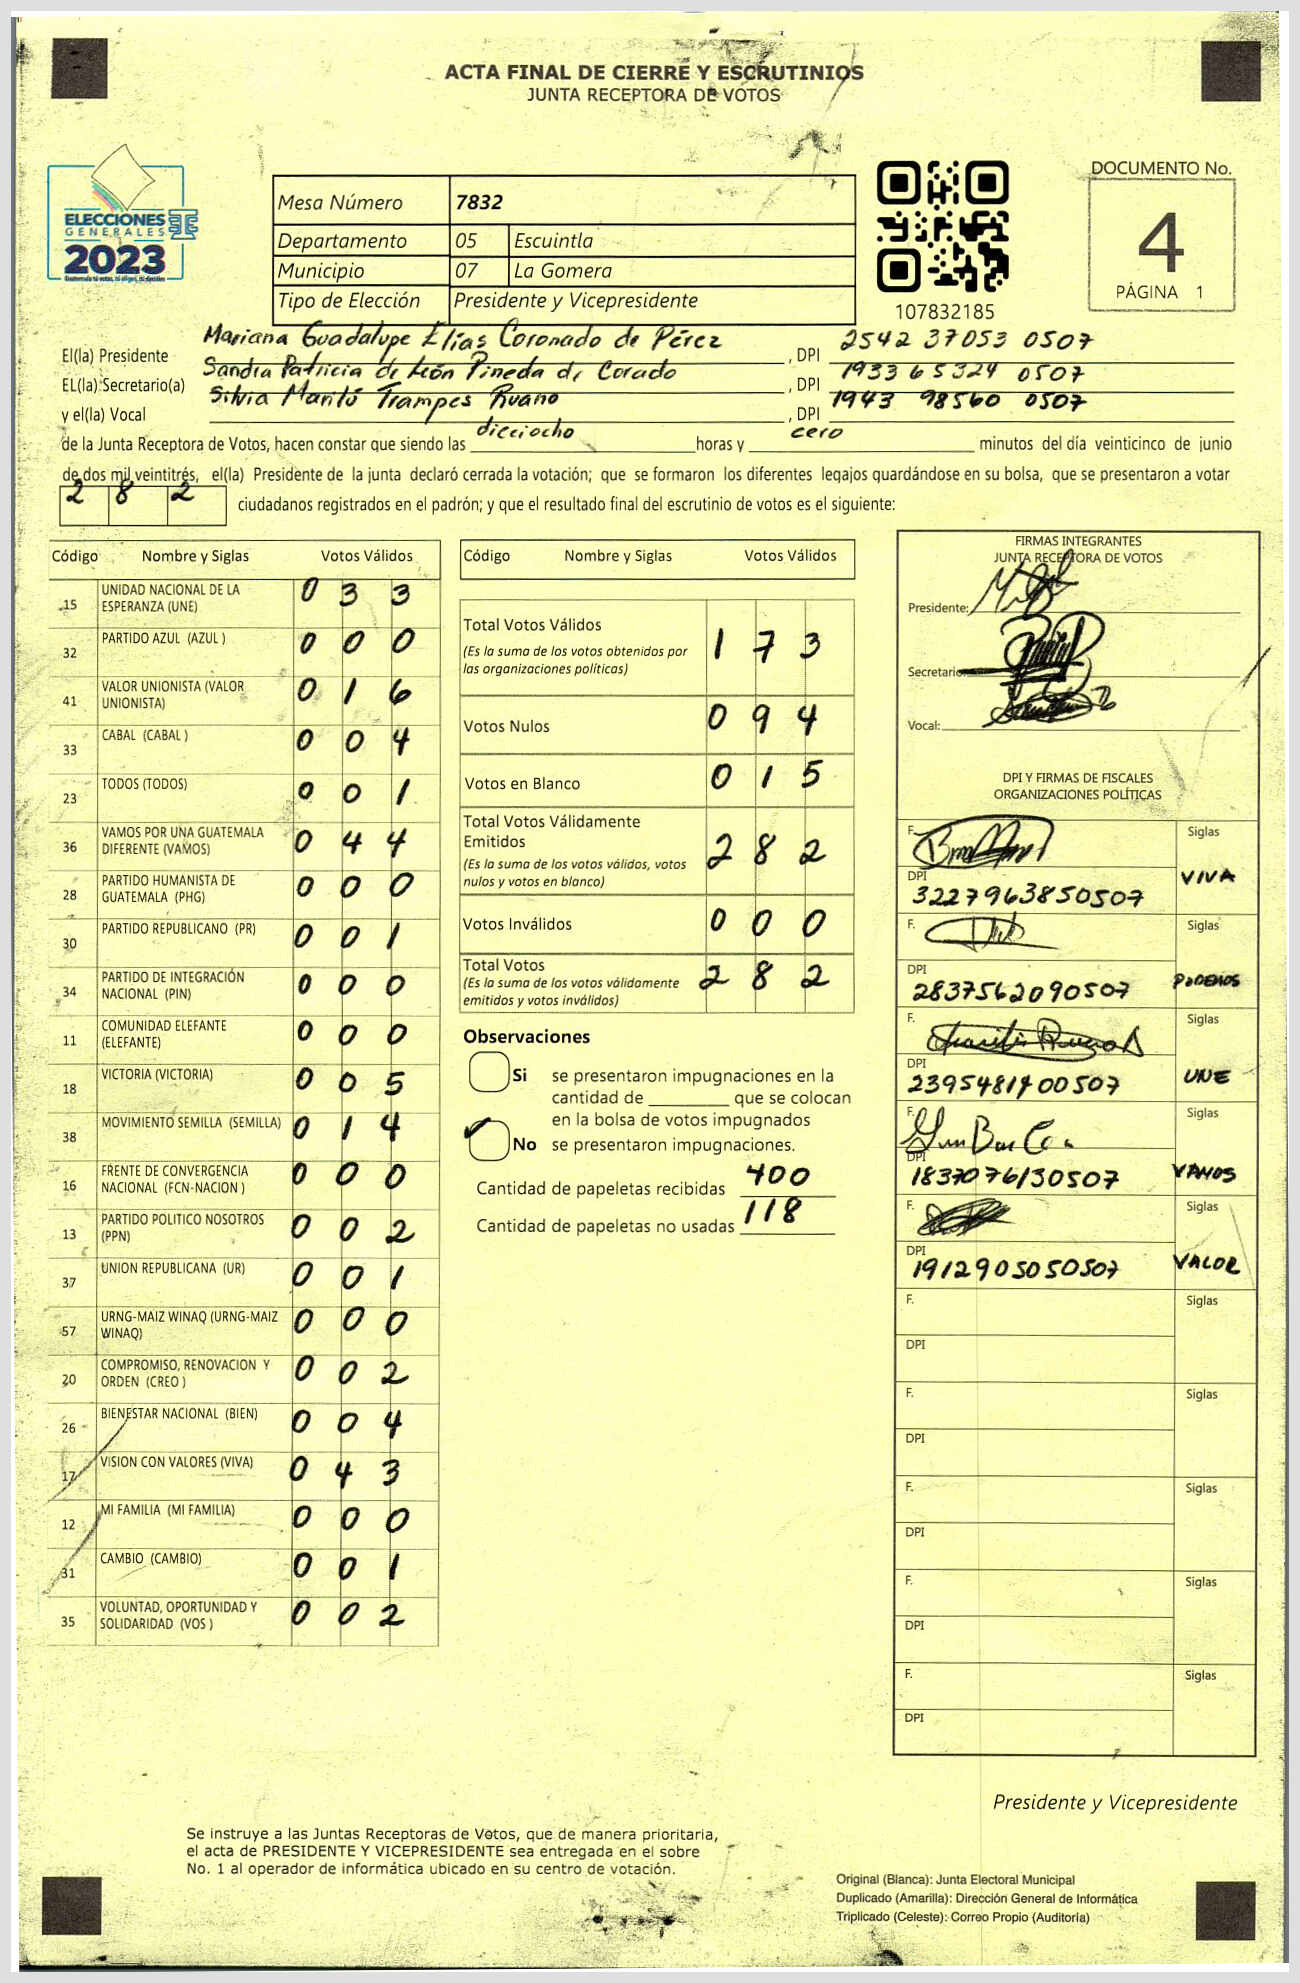 ACTA FINAL DE CIERRE Y ESCRUTINIOS
JUNTA RECEPTORA DE VOTOS
ELECCIONES
GENERALES
2023
Mesa Número 7832
Departamento 05 Escuintla
Municipio 07 La Gomera
Tipo de Elección Presidente y Vicepresidente
107832185
DOCUMENTO No.
4
PÁGINA 1
El(la) Presidente Mariana Guadalupe Elías Coronado de Pérez , DPI 2542 37053 0507
EL(la) Secretario(a) Sandra Patricia de León Pineda de Corado , DPI 1933 65324 0507
y el(la) Vocal Silvia Maritú Trampes Ruano , DPI 1943 98560 0507
de la Junta Receptora de Votos, hacen constar que siendo las dieciocho horas y cero minutos del día veinticinco de junio
de dos mil veintitrés, el(la) Presidente de la junta declaró cerrada la votación; que se formaron los diferentes legajos guardándose en su bolsa, que se presentaron a votar
2 8 2 ciudadanos registrados en el padrón; y que el resultado final del escrutinio de votos es el siguiente:
Código Nombre y Siglas Votos Válidos
15 UNIDAD NACIONAL DE LA ESPERANZA (UNE) 0 3 3
32 PARTIDO AZUL (AZUL ) 0 0 0
41 VALOR UNIONISTA (VALOR UNIONISTA) 0 1 6
33 CABAL (CABAL ) 0 0 4
23 TODOS (TODOS) 0 0 1
36 VAMOS POR UNA GUATEMALA DIFERENTE (VAMOS) 0 4 4
28 PARTIDO HUMANISTA DE GUATEMALA (PHG) 0 0 0
30 PARTIDO REPUBLICANO (PR) 0 0 1
34 PARTIDO DE INTEGRACIÓN NACIONAL (PIN) 0 0 0
11 COMUNIDAD ELEFANTE (ELEFANTE) 0 0 0
18 VICTORIA (VICTORIA) 0 0 5
38 MOVIMIENTO SEMILLA (SEMILLA) 0 1 4
16 FRENTE DE CONVERGENCIA NACIONAL (FCN-NACION ) 0 0 0
13 PARTIDO POLITICO NOSOTROS (PPN) 0 0 2
37 UNION REPUBLICANA (UR) 0 0 1
57 URNG-MAIZ WINAQ (URNG-MAIZ WINAQ) 0 0 0
20 COMPROMISO, RENOVACION Y ORDEN (CREO ) 0 0 2
26 BIENESTAR NACIONAL (BIEN) 0 0 4
17 VISION CON VALORES (VIVA) 0 4 3
12 MI FAMILIA (MI FAMILIA) 0 0 0
31 CAMBIO (CAMBIO) 0 0 1
35 VOLUNTAD, OPORTUNIDAD Y SOLIDARIDAD (VOS ) 0 0 2
Código Nombre y Siglas Votos Válidos
Total Votos Válidos 1 7 3
(Es la suma de los votos obtenidos por
las organizaciones políticas)
Votos Nulos 0 9 4
Votos en Blanco 0 1 5
Total Votos Válidamente
Emitidos 2 8 2
(Es la suma de los votos válidos, votos
nulos y votos en blanco)
Votos Inválidos 0 0 0
Total Votos 2 8 2
(Es la suma de los votos válidamente
emitidos y votos inválidos)
Observaciones
Si se presentaron impugnaciones en la
cantidad de ________ que se colocan
en la bolsa de votos impugnados
No se presentaron impugnaciones.
Cantidad de papeletas recibidas 400
Cantidad de papeletas no usadas 118
FIRMAS INTEGRANTES
JUNTA RECEPTORA DE VOTOS
Presidente:
Secretario:
Vocal:
DPI Y FIRMAS DE FISCALES
ORGANIZACIONES POLÍTICAS
F. Siglas
DPI 3227963850507 VIVA
F. Siglas
DPI 2837562090507 PODEMOS
F. Siglas
DPI 2395481400507 UNE
F. Siglas
DPI 1837076130507 VAMOS
F. Siglas
DPI 1912905050507 VALOR
F. Siglas
DPI
F. Siglas
DPI
F. Siglas
DPI
F. Siglas
DPI
F. Siglas
DPI
Presidente y Vicepresidente
Se instruye a las Juntas Receptoras de Votos, que de manera prioritaria,
el acta de PRESIDENTE Y VICEPRESIDENTE sea entregada en el sobre
No. 1 al operador de informática ubicado en su centro de votación.
Original (Blanca): Junta Electoral Municipal
Duplicado (Amarilla): Dirección General de Informática
Triplicado (Celeste): Correo Propio (Auditoría)